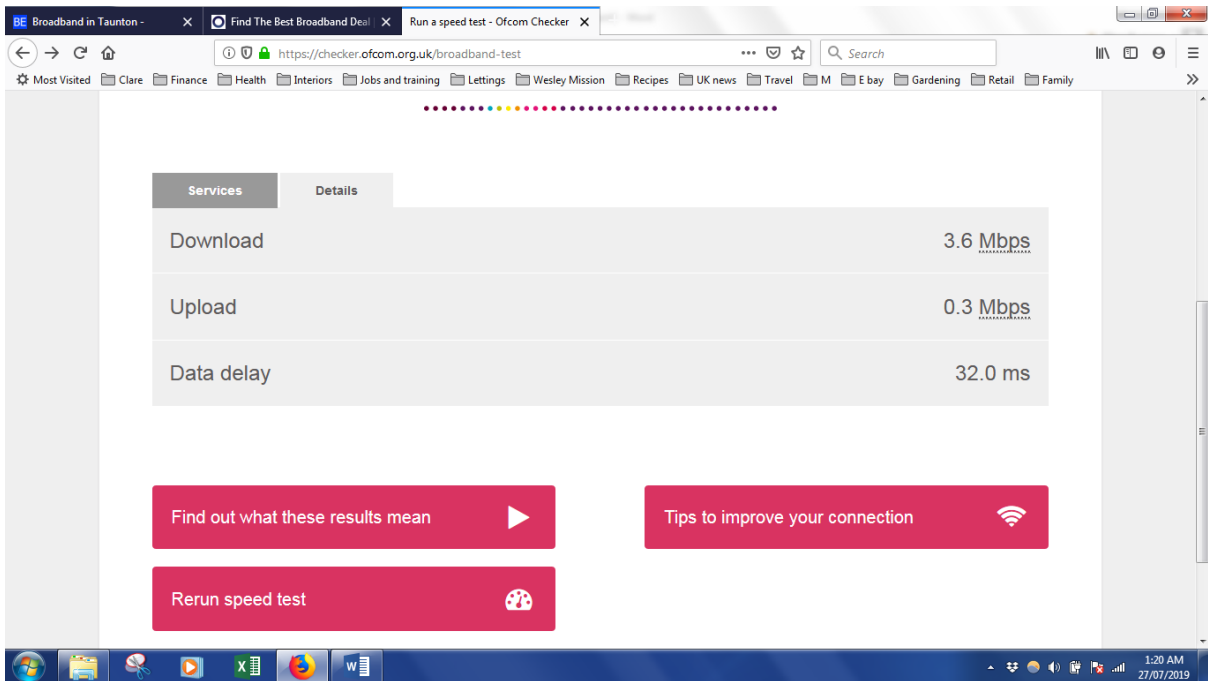 BE Broadband in Taunton -
Find The Best Broadband Deal
Run a speed test - Ofcom Checker
https://checker.ofcom.org.uk/broadband-test
Search
Most Visited Clare Finance Health Interiors Jobs and training Lettings Wesley Mission Recipes UK news Travel M E bay Gardening Retail Family
Services Details
Download 3.6 Mbps
Upload 0.3 Mbps
Data delay 32.0 ms
Find out what these results mean Tips to improve your connection
Rerun speed test
1:20 AM
27/07/2019